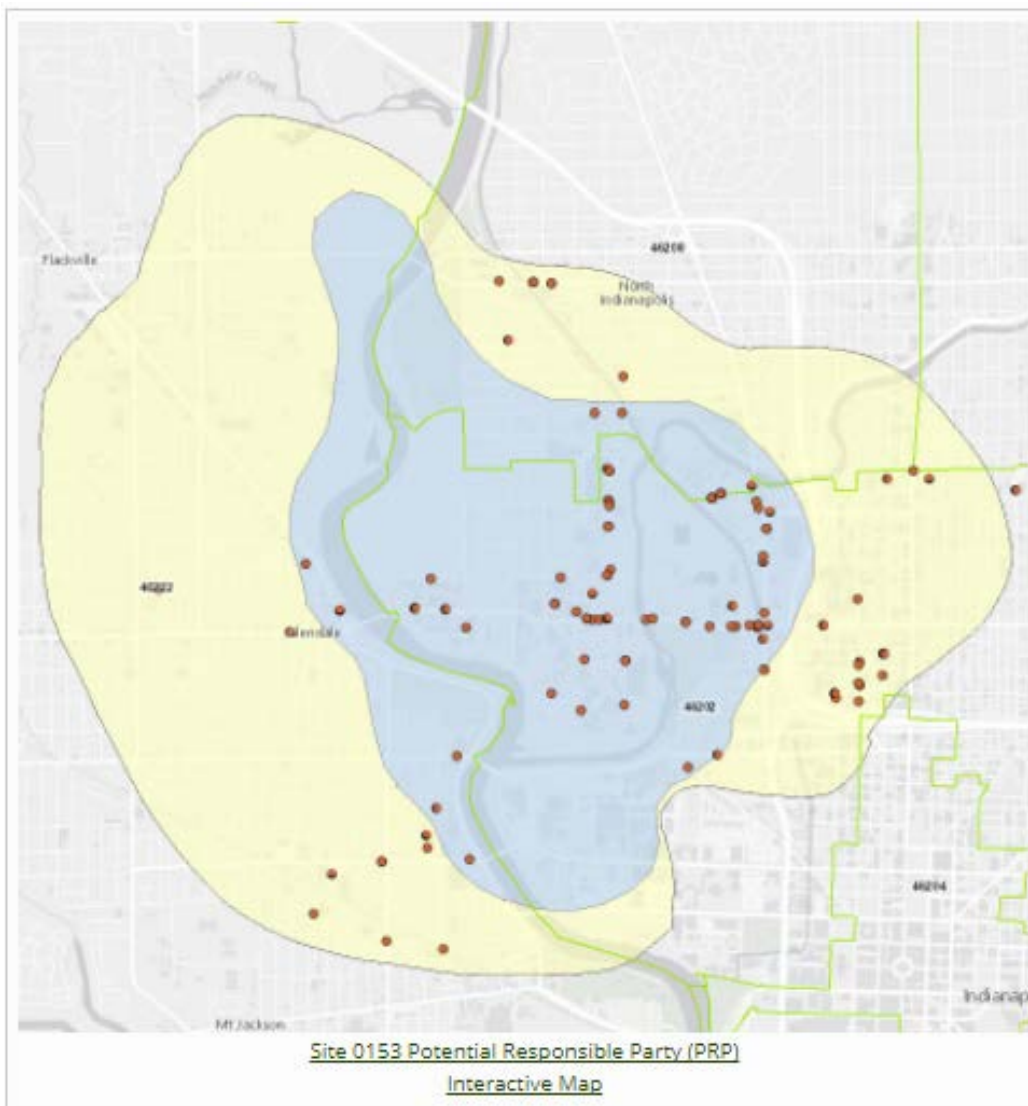 Flackville
46208
North
Indianapolis
46222
Glendale
46202
46204
Indianap
Mt Jackson
Site 0153 Potential Responsible Party (PRP)
Interactive Map